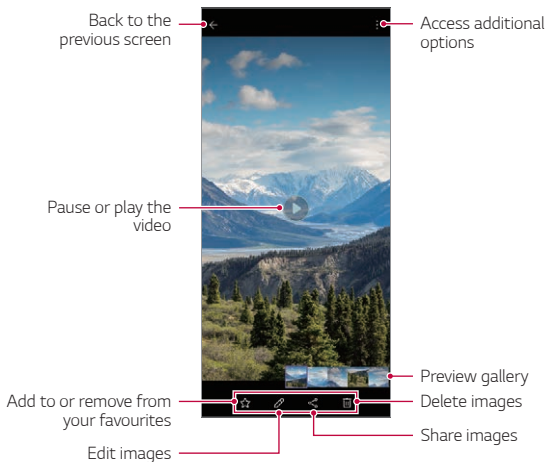 Back to the
previous screen
Access additional
options
Pause or play the
video
Preview gallery
Add to or remove from
your favourites
Delete images
Share images
Edit images